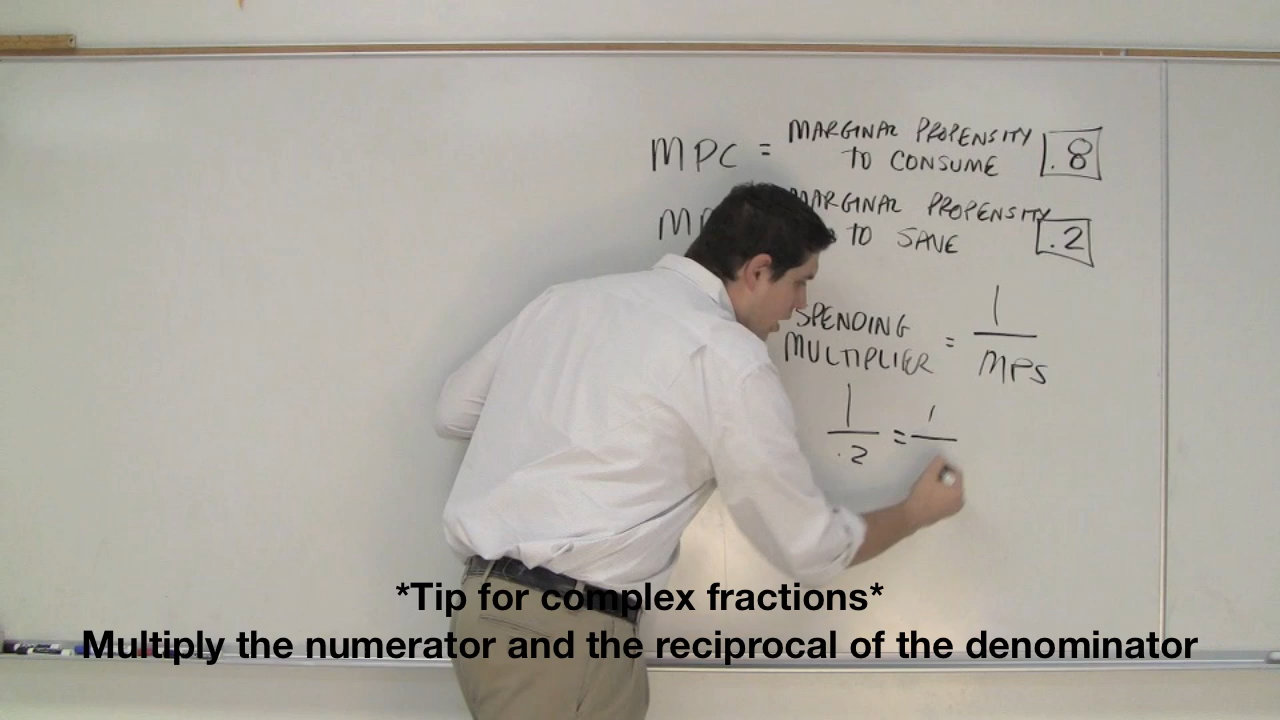 MPC = MARGINAL PROPENSITY
TO CONSUME .8
MARGINAL PROPENSITY
TO SAVE .2
SPENDING
MULTIPLIER = 1
MPS
1
.2
= 1
*Tip for complex fractions*
Multiply the numerator and the reciprocal of the denominator